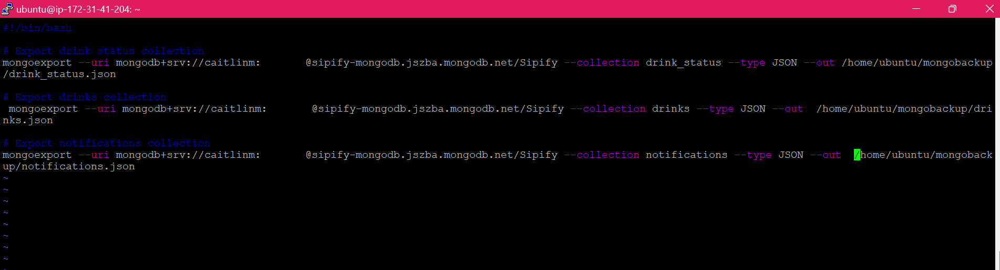 ubuntu@ip-172-31-41-204: ~
#!/bin/bash
# Export drink status collection
mongoexport --uri mongodb+srv://caitlinm:       @sipify-mongodb.jszba.mongodb.net/Sipify --collection drink_status --type JSON --out /home/ubuntu/mongobackup
/drink_status.json
# Export drinks collection
 mongoexport --uri mongodb+srv://caitlinm:       @sipify-mongodb.jszba.mongodb.net/Sipify --collection drinks --type JSON --out  /home/ubuntu/mongobackup/dri
nks.json
# Export notifications collection
mongoexport --uri mongodb+srv://caitlinm:       @sipify-mongodb.jszba.mongodb.net/Sipify --collection notifications --type JSON --out  /home/ubuntu/mongoback
up/notifications.json
~
~
~
~
~
~
~
~
~